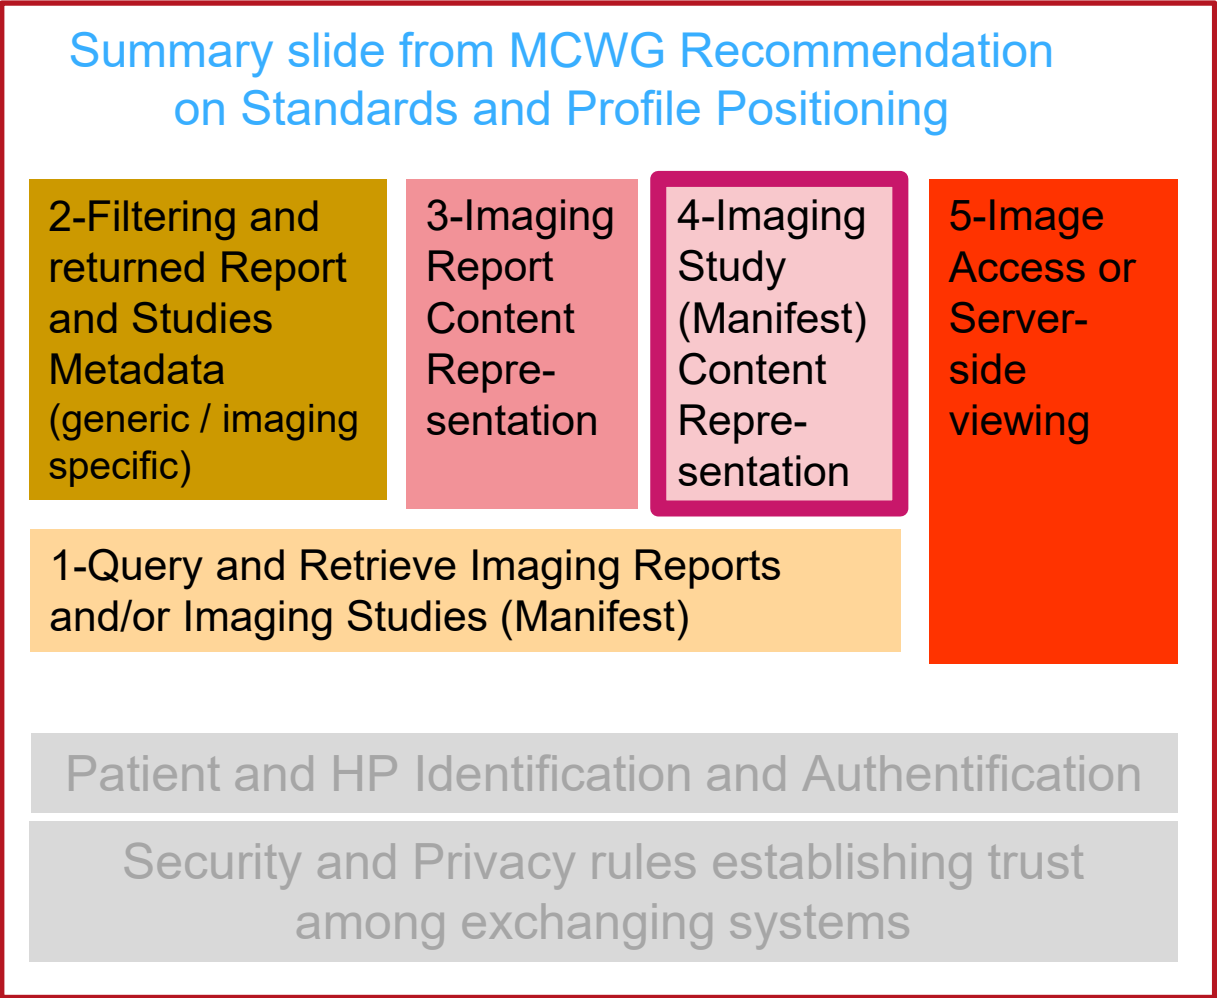 Summary slide from MCWG Recommendation
on Standards and Profile Positioning
2-Filtering and
returned Report
and Studies
Metadata
(generic / imaging
specific)
3-Imaging
Report
Content
Repre-
sentation
4-Imaging
Study
(Manifest)
Content
Repre-
sentation
5-Image
Access or
Server-
side
viewing
1-Query and Retrieve Imaging Reports
and/or Imaging Studies (Manifest)
Patient and HP Identification and Authentification
Security and Privacy rules establishing trust
among exchanging systems